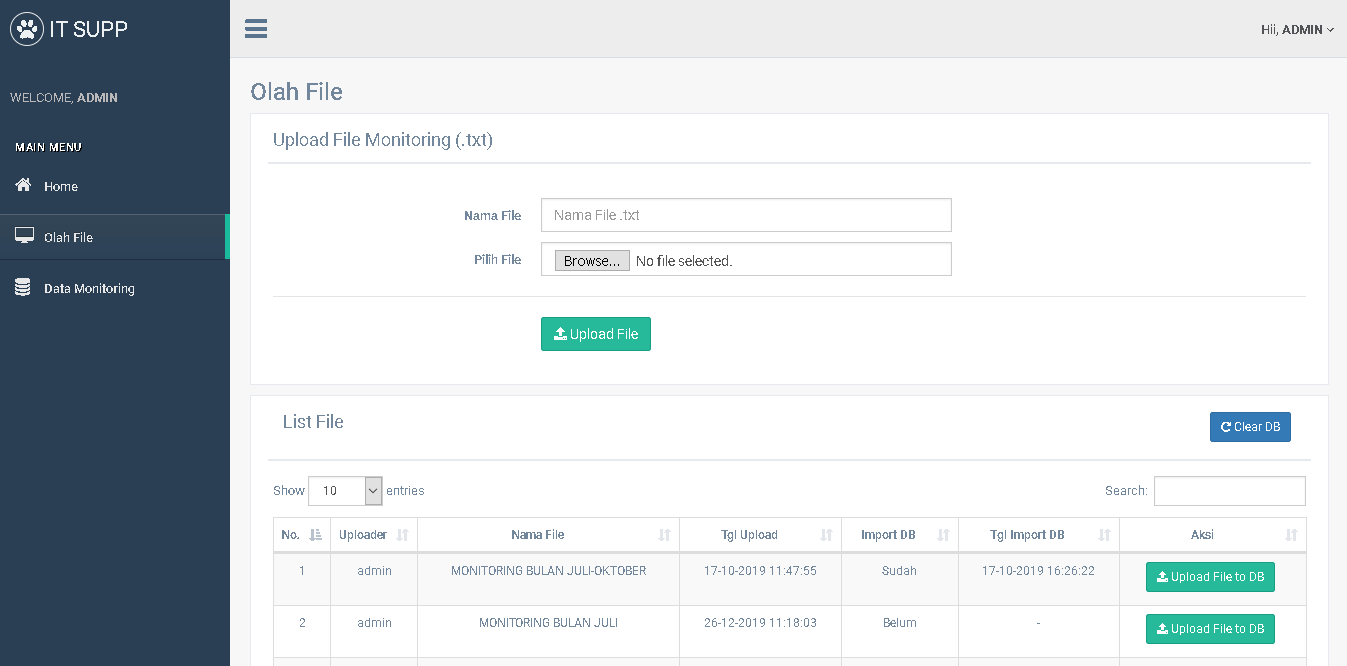 IT SUPP
Hii, ADMIN
WELCOME, ADMIN
MAIN MENU
Home
Olah File
Data Monitoring
Olah File
Upload File Monitoring (.txt)
Nama File Nama File .txt
Pilih File Browse... No file selected.
Upload File
List File Clear DB
Show 10 entries Search:
No. Uploader Nama File Tgl Upload Import DB Tgl Import DB Aksi
1 admin MONITORING BULAN JULI-OKTOBER 17-10-2019 11:47:55 Sudah 17-10-2019 16:26:22 Upload File to DB
2 admin MONITORING BULAN JULI 26-12-2019 11:18:03 Belum - Upload File to DB